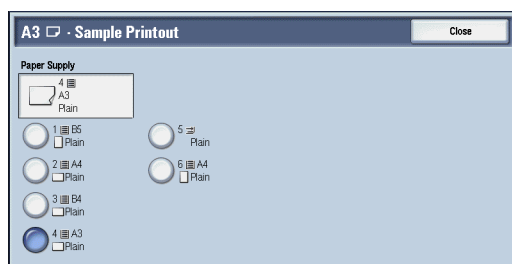 A3 · Sample Printout
Close
Paper Supply
4
A3
Plain
1 B5
Plain
2 A4
Plain
3 B4
Plain
4 A3
Plain
5
Plain
6 A4
Plain